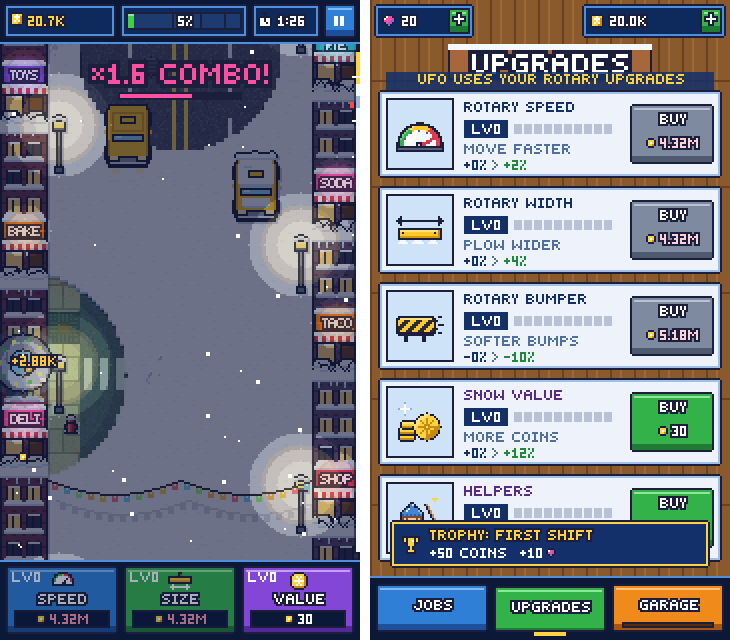 20.7K
5%
1:26
×1.6 COMBO!
TOYS
SODA
BAKE
TACO
+2.88K
DELI
SHOP
LV0
SPEED
4.32M
LV0
SIZE
4.32M
LV0
VALUE
30
20
20.0K
UPGRADES
UFO USES YOUR ROTARY UPGRADES
ROTARY SPEED
LV0
MOVE FASTER
+0% > +2%
BUY
4.32M
ROTARY WIDTH
LV0
PLOW WIDER
+0% > +4%
BUY
4.32M
ROTARY BUMPER
LV0
SOFTER BUMPS
-0% > -10%
BUY
5.18M
SNOW VALUE
LV0
MORE COINS
+0% > +12%
BUY
30
HELPERS
LV0
BUY
TROPHY: FIRST SHIFT
+50 COINS +10
JOBS
UPGRADES
GARAGE